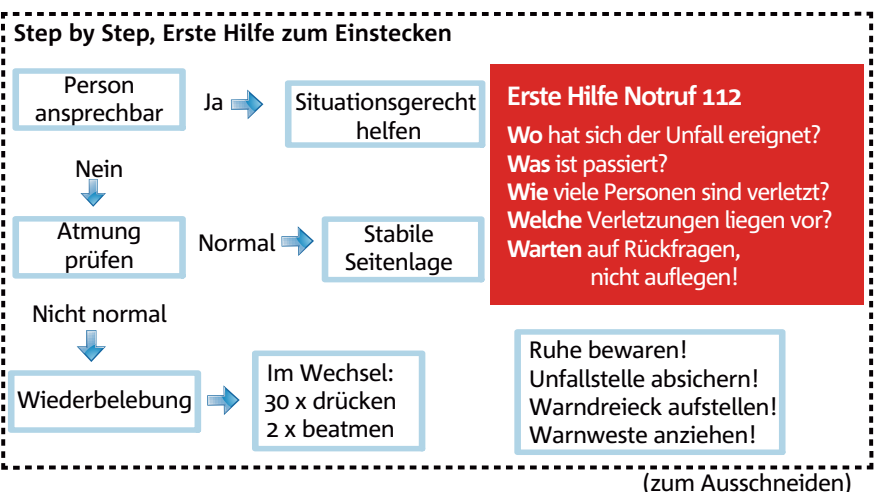 Step by Step, Erste Hilfe zum Einstecken
Person
ansprechbar
Ja
Situationsgerecht
helfen
Nein
Atmung
prüfen
Normal
Stabile
Seitenlage
Nicht normal
Wiederbelebung
Im Wechsel:
30 x drücken
2 x beatmen
Erste Hilfe Notruf 112
Wo hat sich der Unfall ereignet?
Was ist passiert?
Wie viele Personen sind verletzt?
Welche Verletzungen liegen vor?
Warten auf Rückfragen,
nicht auflegen!
Ruhe bewaren!
Unfallstelle absichern!
Warndreieck aufstellen!
Warnweste anziehen!
(zum Ausschneiden)